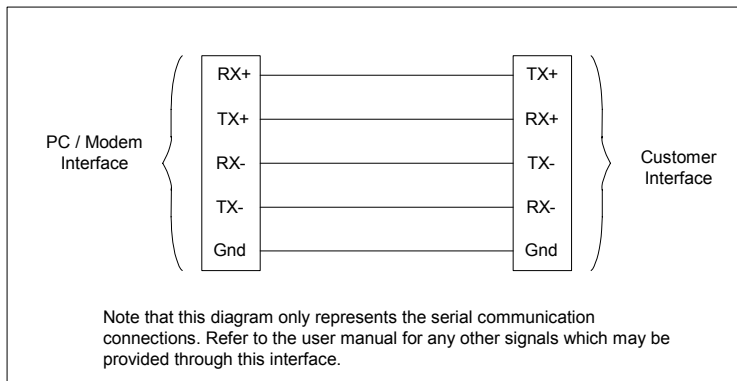 RX+ TX+
TX+ RX+
PC / Modem
Interface
RX- TX-
Customer
Interface
TX- RX-
Gnd Gnd
Note that this diagram only represents the serial communication
connections. Refer to the user manual for any other signals which may be
provided through this interface.